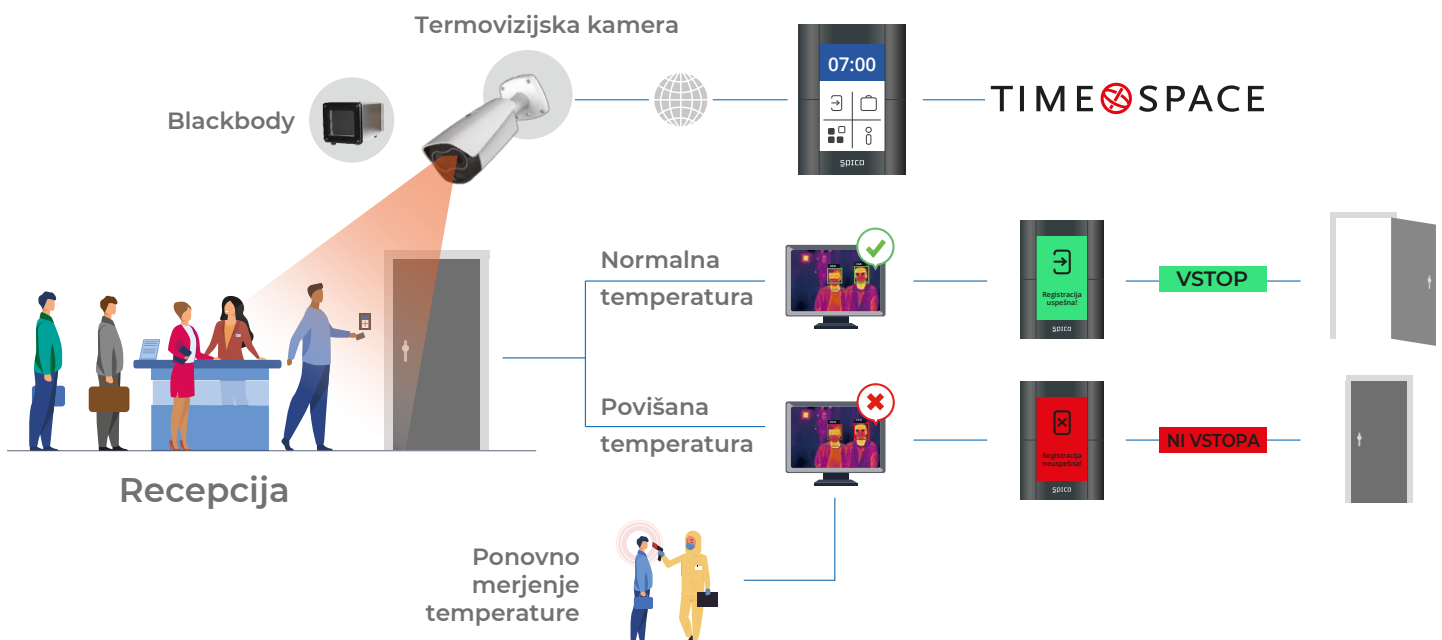 Termovizijska kamera
Blackbody
07:00
spica
TIME SPACE
Normalna
temperatura
Registracija
uspešna!
spica
VSTOP
Povišana
temperatura
Registracija
neuspešna!
spica
NI VSTOPA
Recepcija
Ponovno
merjenje
temperature